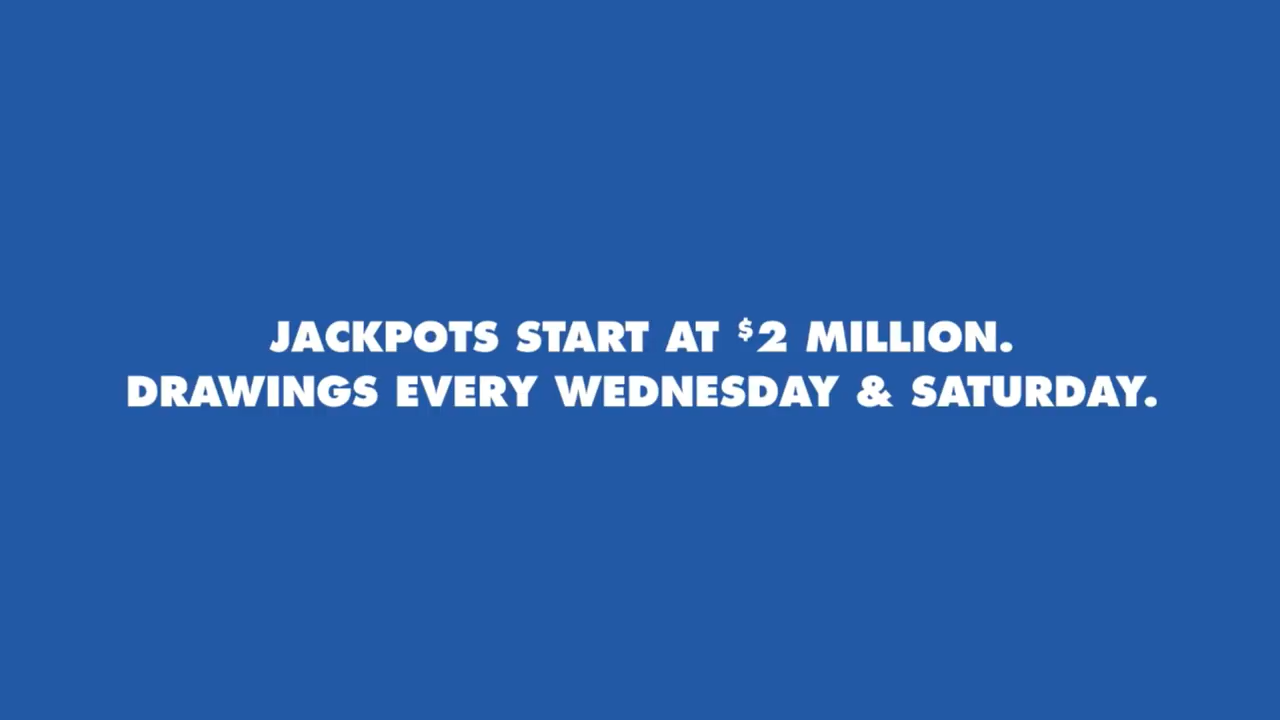 JACKPOTS START AT $2 MILLION.
DRAWINGS EVERY WEDNESDAY & SATURDAY.